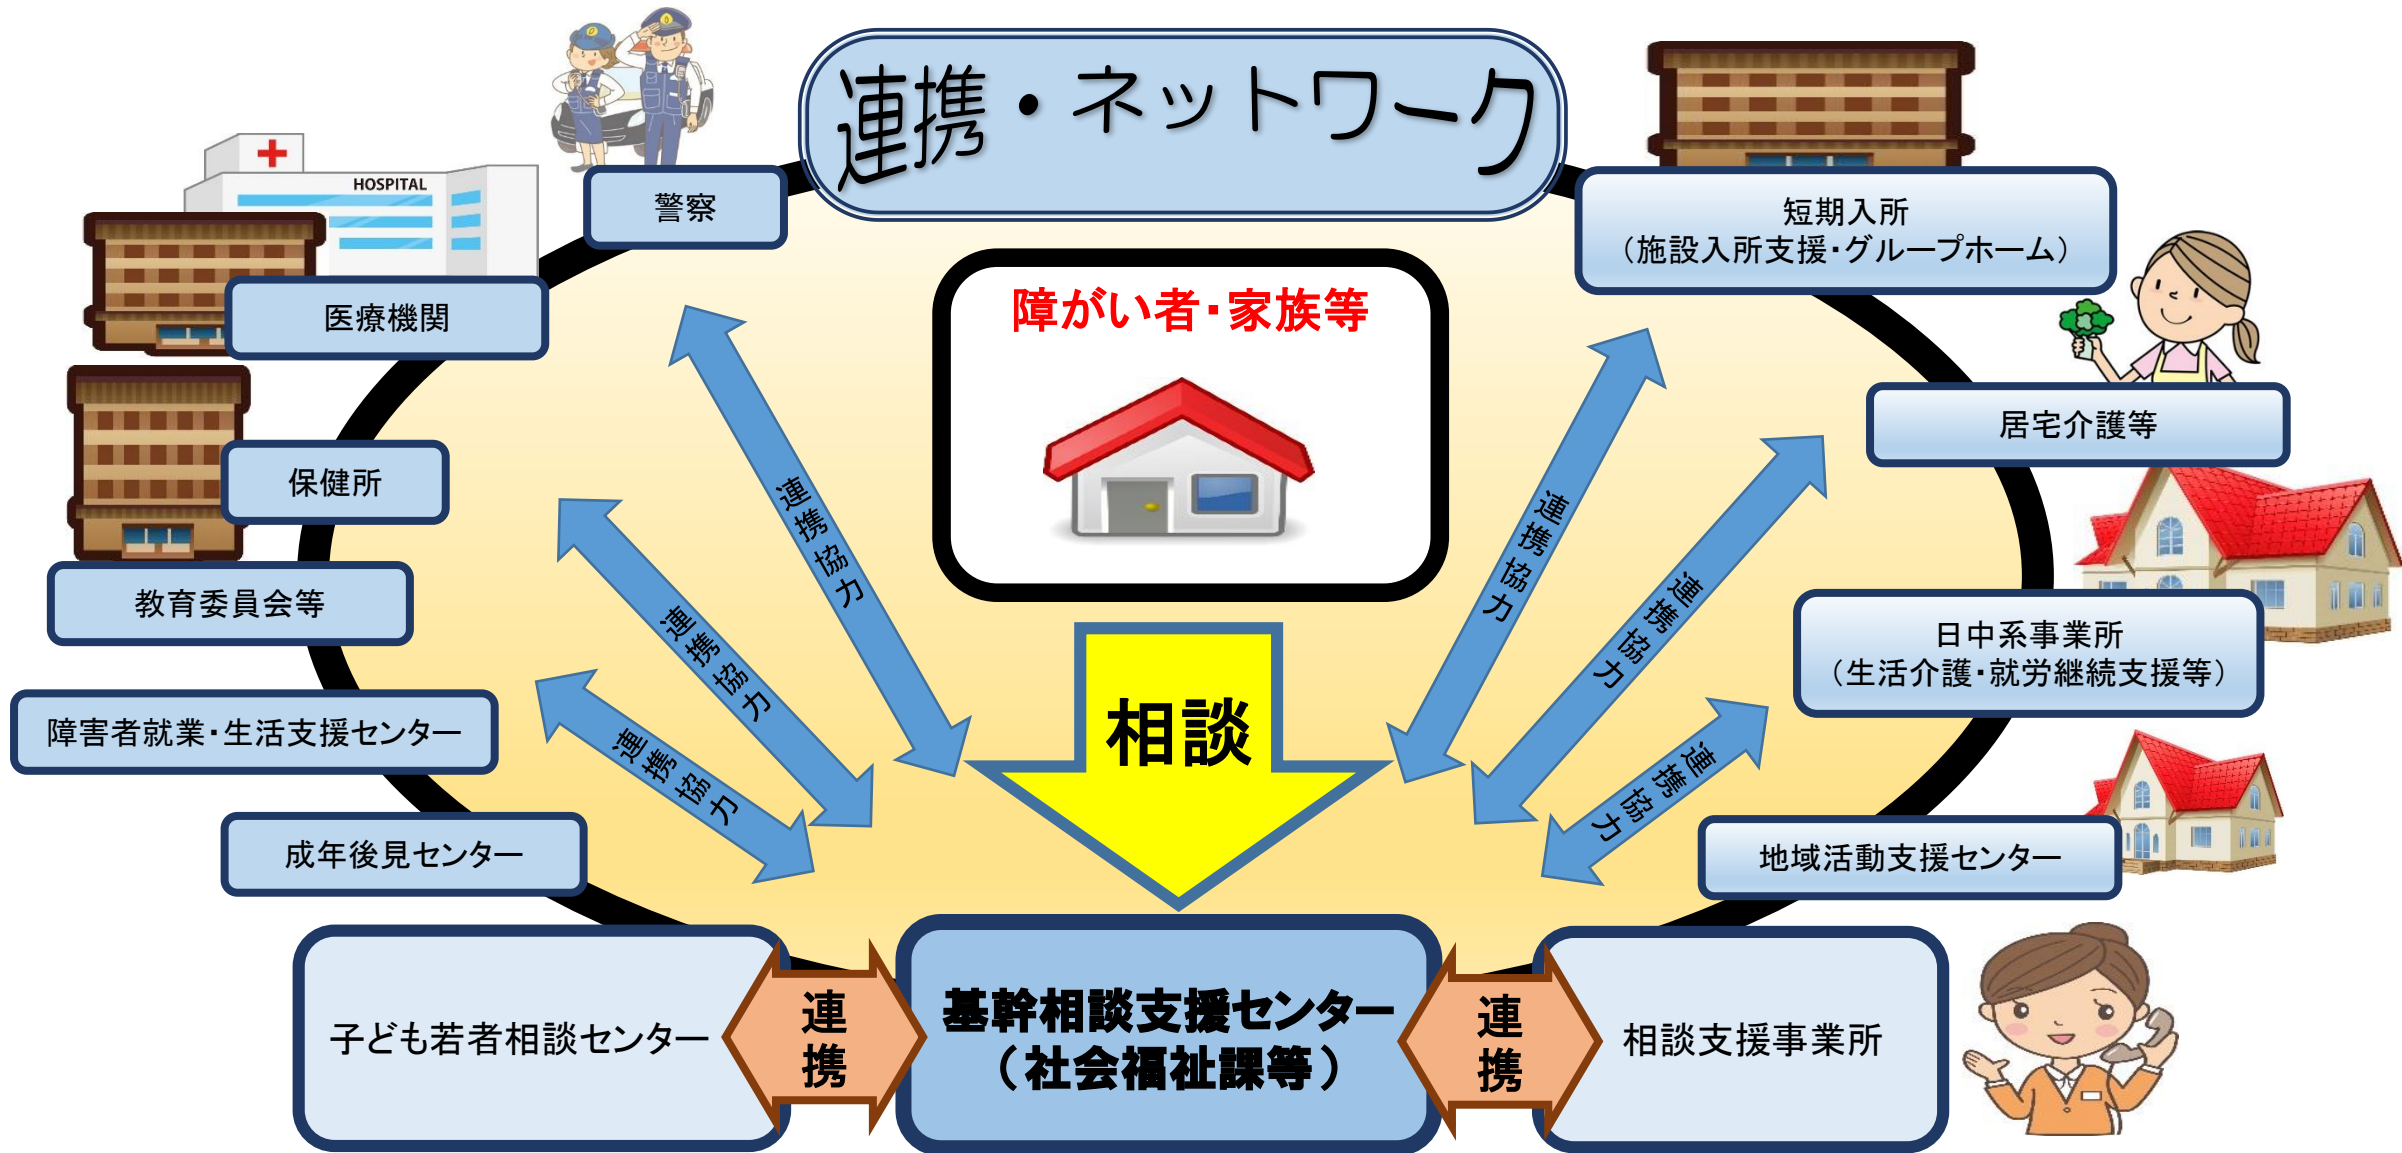 連携・ネットワーク
警察
HOSPITAL
医療機関
保健所
教育委員会等
障害者就業・生活支援センター
成年後見センター
障がい者・家族等
短期入所
（施設入所支援・グループホーム）
居宅介護等
日中系事業所
（生活介護・就労継続支援等）
地域活動支援センター
連携協力
連携協力
連携協力
連携協力
連携協力
連携協力
相談
子ども若者相談センター
連携
基幹相談支援センター
（社会福祉課等）
連携
相談支援事業所